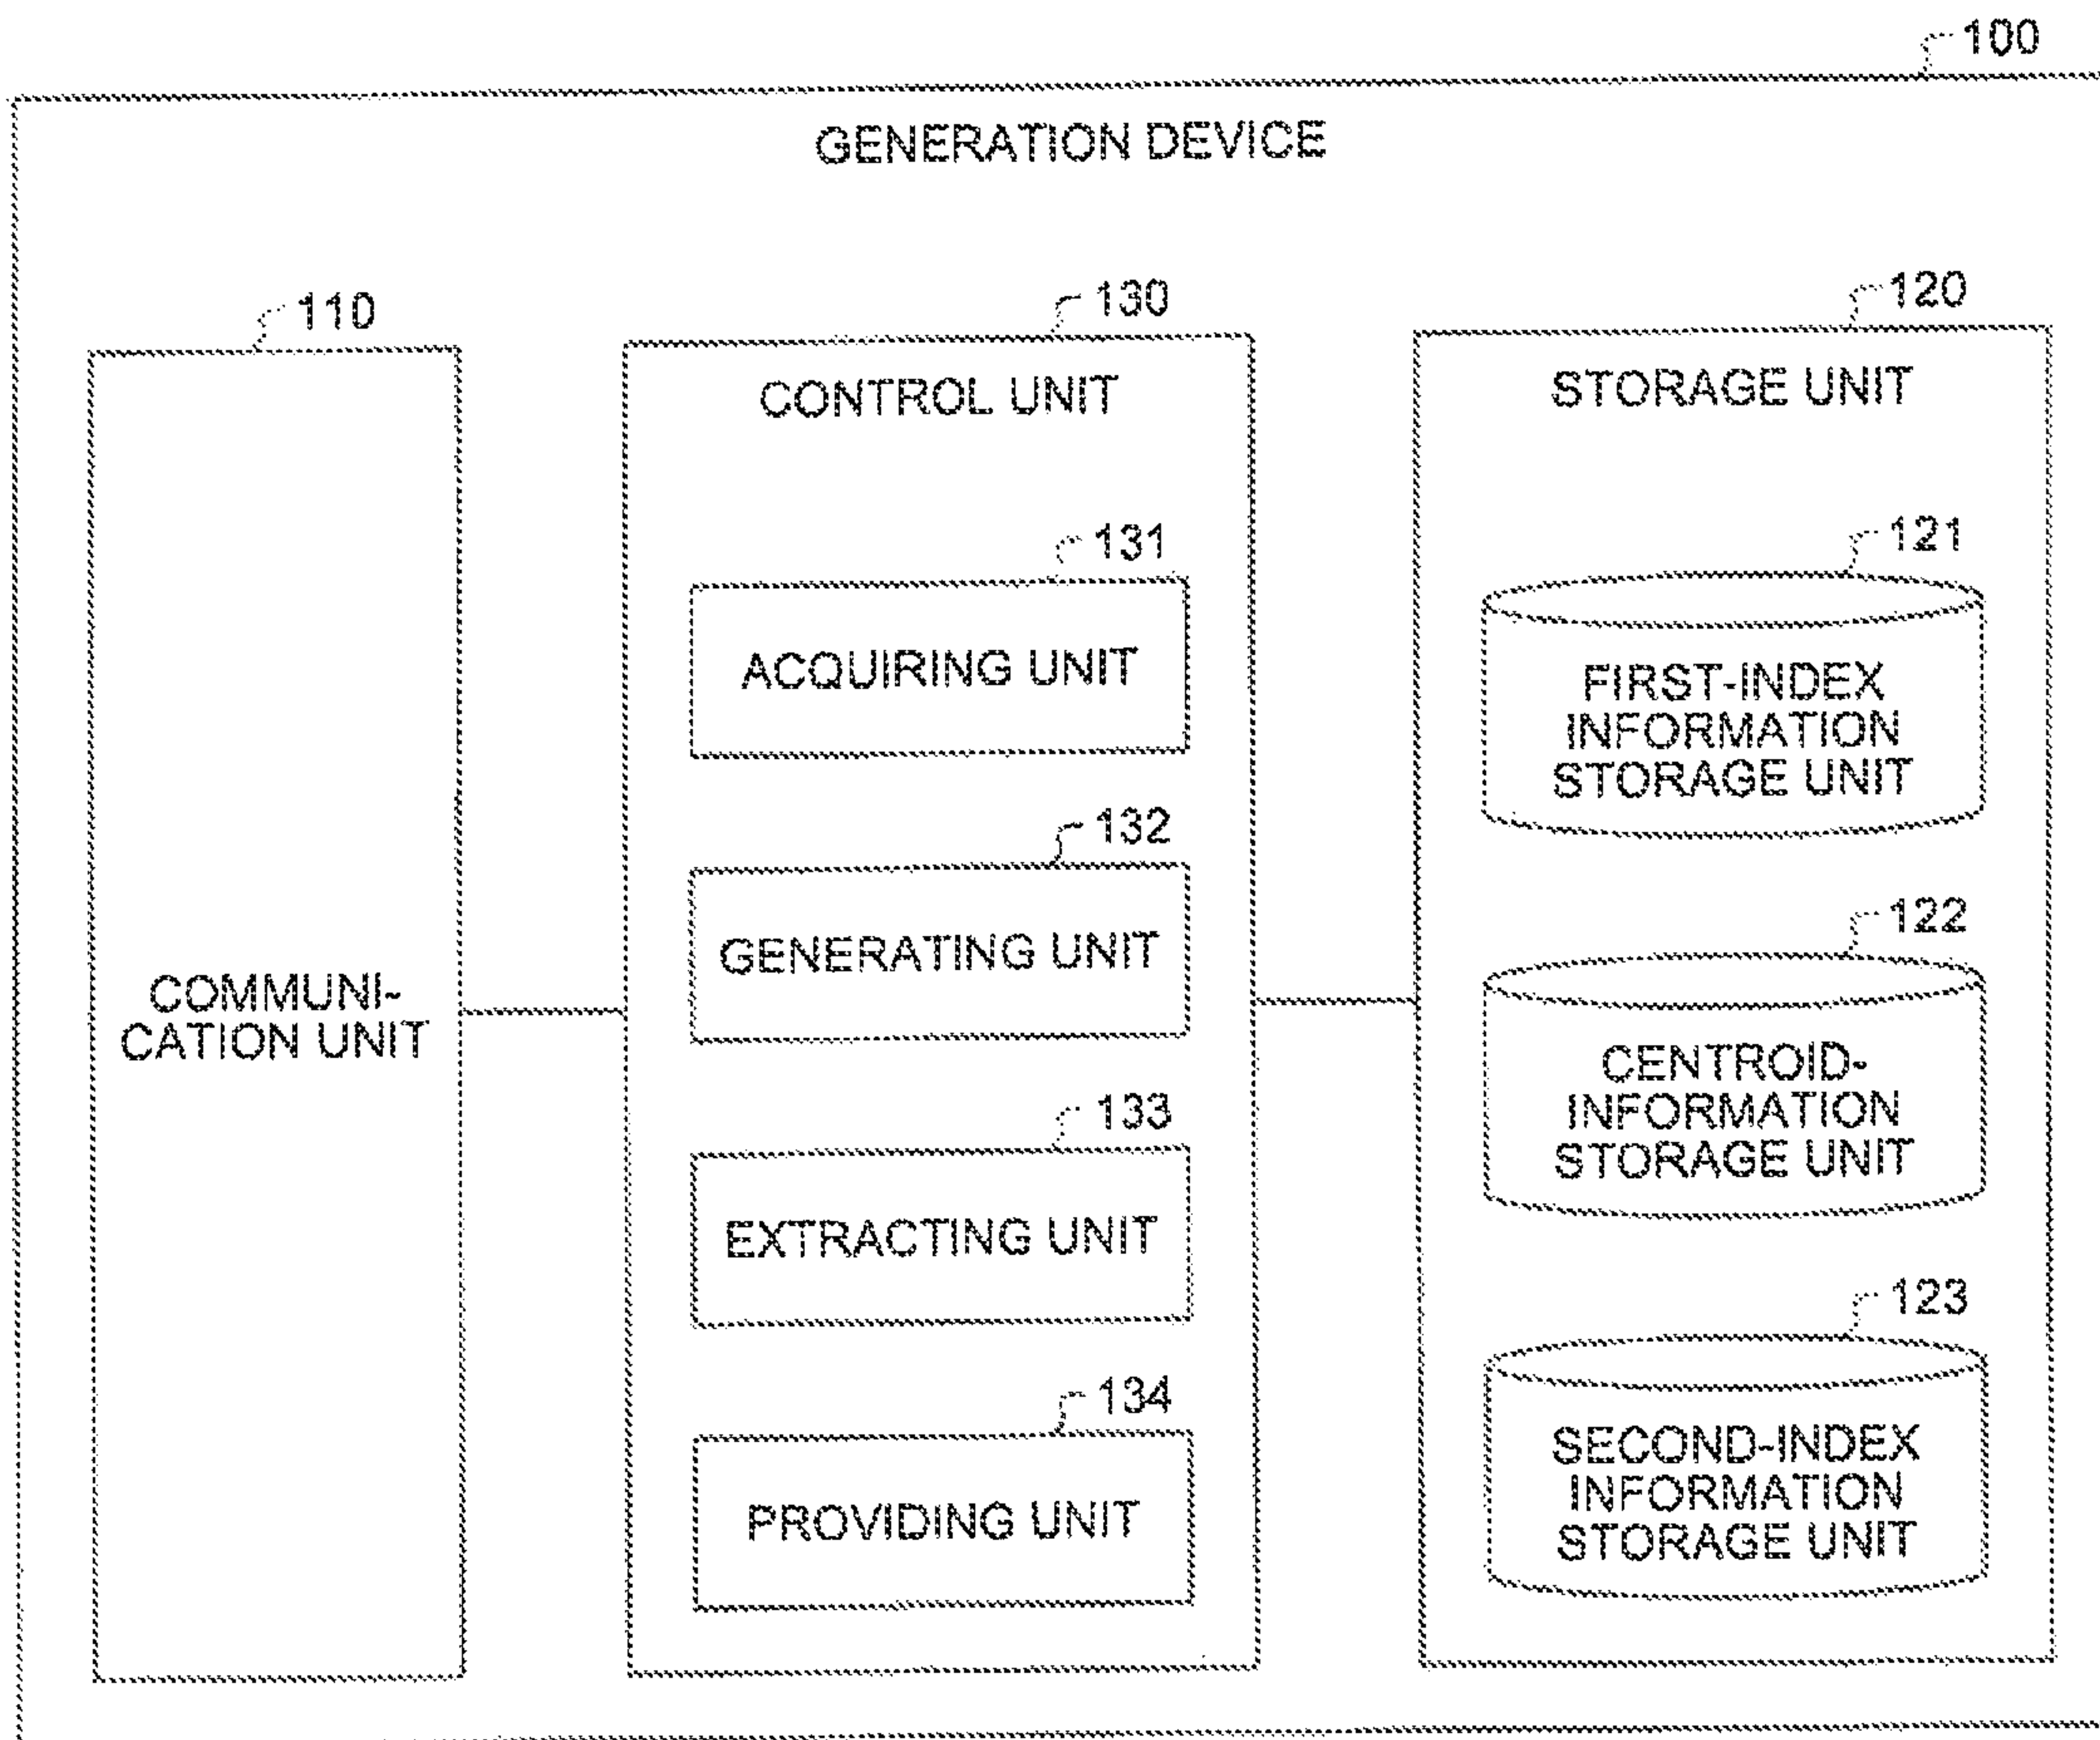 100
GENERATION DEVICE
110
COMMUNI-
CATION UNIT
130
CONTROL UNIT
131
ACQUIRING UNIT
132
GENERATING UNIT
133
EXTRACTING UNIT
134
PROVIDING UNIT
120
STORAGE UNIT
121
FIRST-INDEX
INFORMATION
STORAGE UNIT
122
CENTROID-
INFORMATION
STORAGE UNIT
123
SECOND-INDEX
INFORMATION
STORAGE UNIT